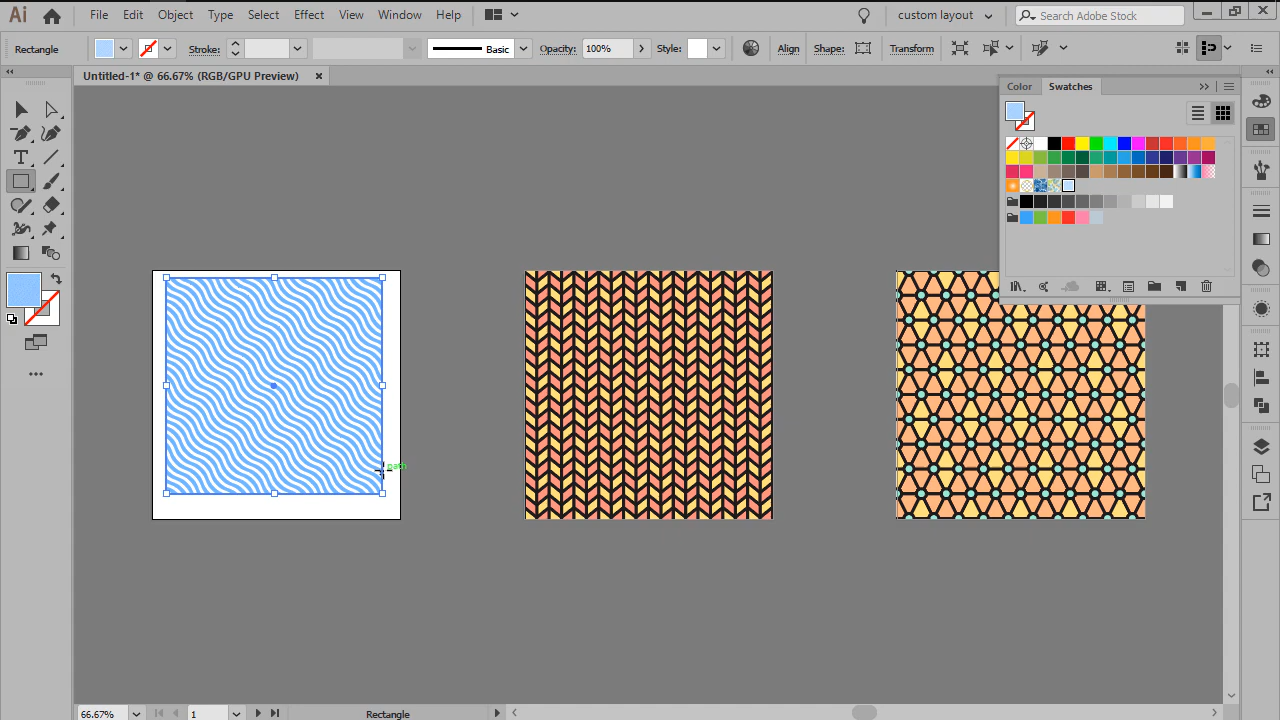 Ai File Edit Object Type Select Effect View Window Help custom layout Search Adobe Stock
Rectangle Stroke: Basic Opacity: 100% Style: Align Shape: Transform
Untitled-1* @ 66.67% (RGB/GPU Preview)
Color Swatches
T
path
66.67% 1 Rectangle